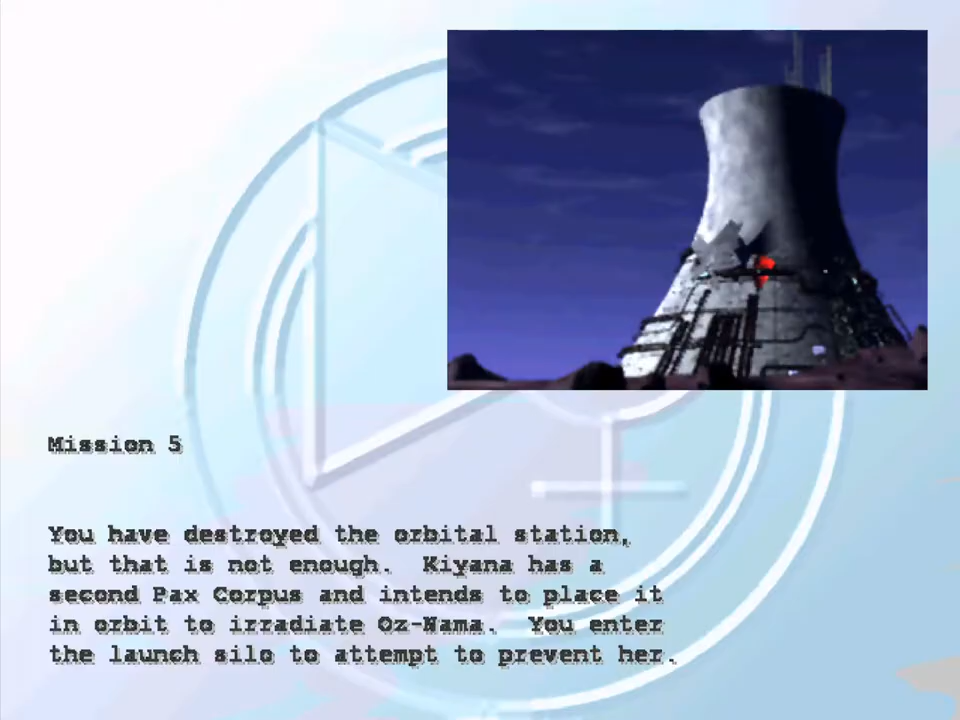 Mission 5
You have destroyed the orbital station,
but that is not enough.  Kiyana has a
second Pax Corpus and intends to place it
in orbit to irradiate Oz-Nama.  You enter
the launch silo to attempt to prevent her.